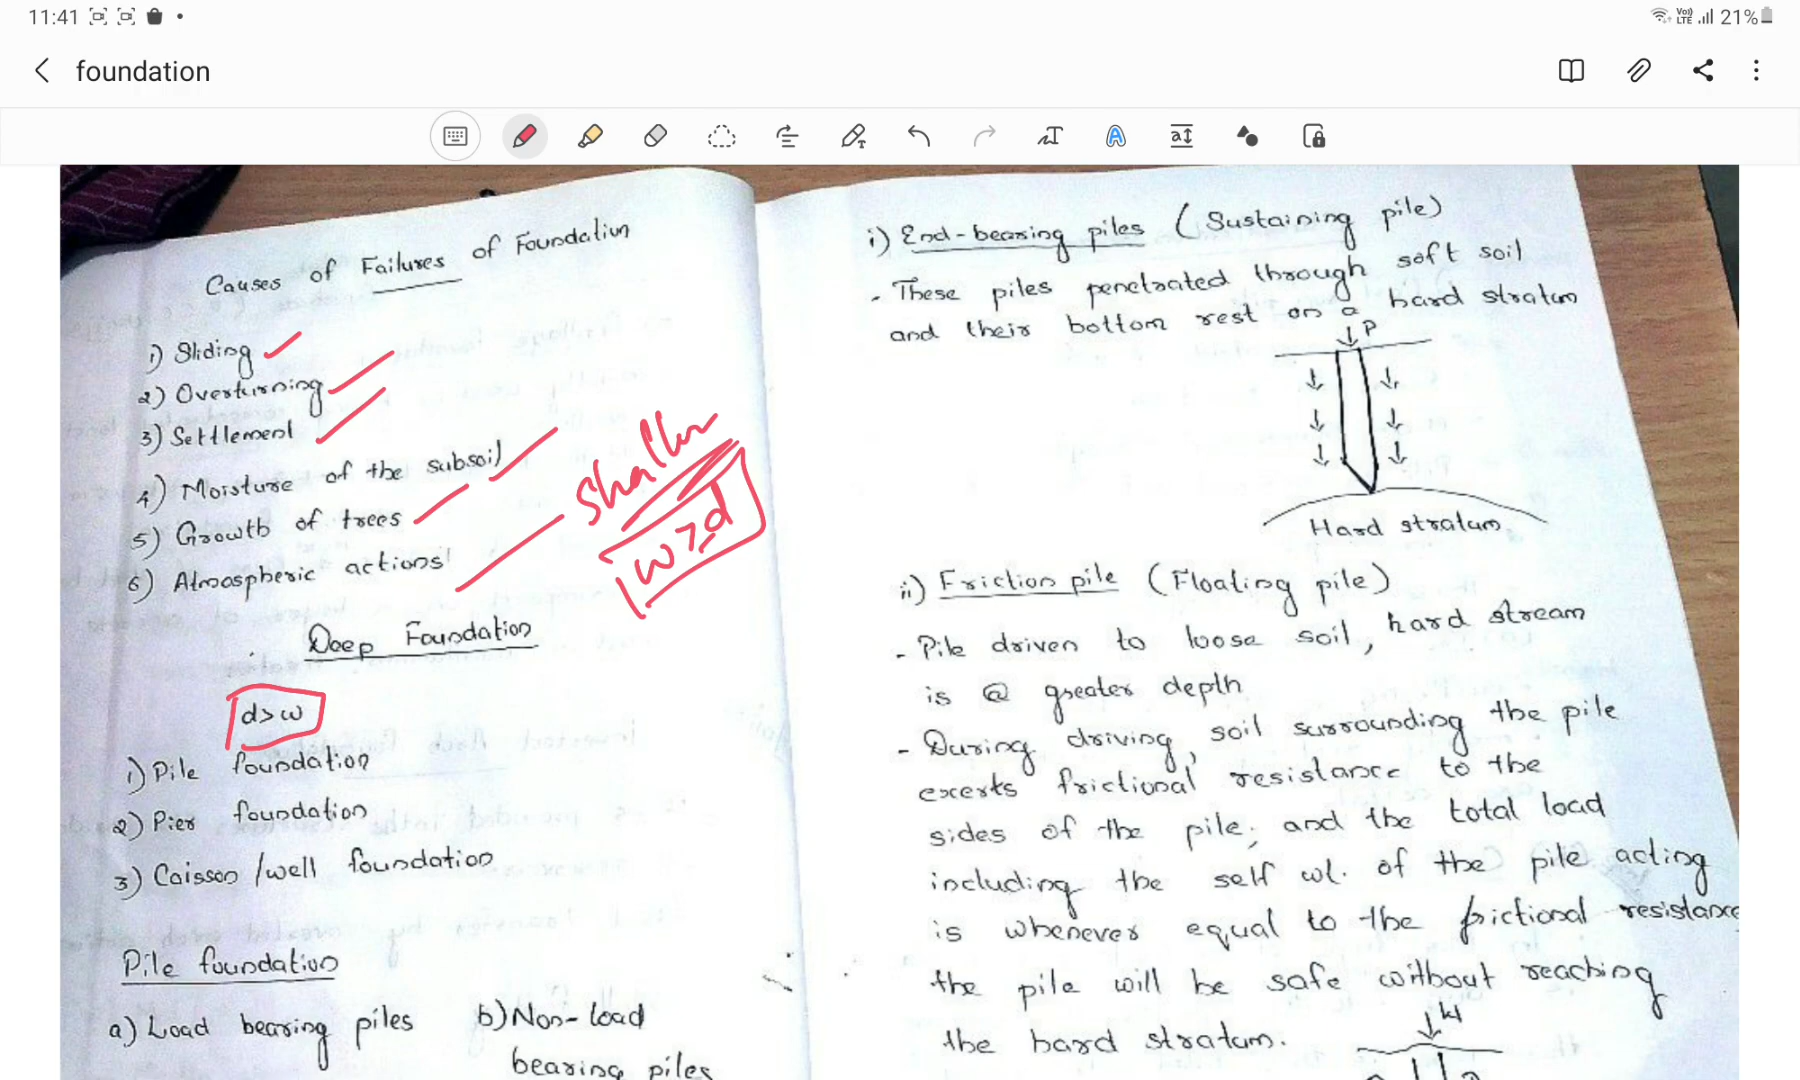 11:41
Vo)) LTE 21%
foundation
Causes of Failures of Foundation
1) Sliding
2) Overturning
3) Settlement
4) Moisture of the subsoil
5) Growth of trees
6) Atmospheric actions
shallw
w≥d
Deep Foundation
d>w
1) Pile foundation
2) Pier foundation
3) Caisson /well foundation
Pile foundation
a) Load bearing piles
b) Non-load
bearing piles
i) End-bearing piles (Sustaining pile)
- These piles penetrated through soft soil
and their bottom rest on a hard stratum
P
Hard stratum
ii) Friction pile (Floating pile)
- Pile driven to loose soil, hard stream
is @ greater depth
- During driving, soil surrounding the pile
exerts frictional resistance to the
sides of the pile; and the total load
including the self wt. of the pile acting
is whenever equal to the frictional resistance
the pile will be safe without reaching
the hard stratum.